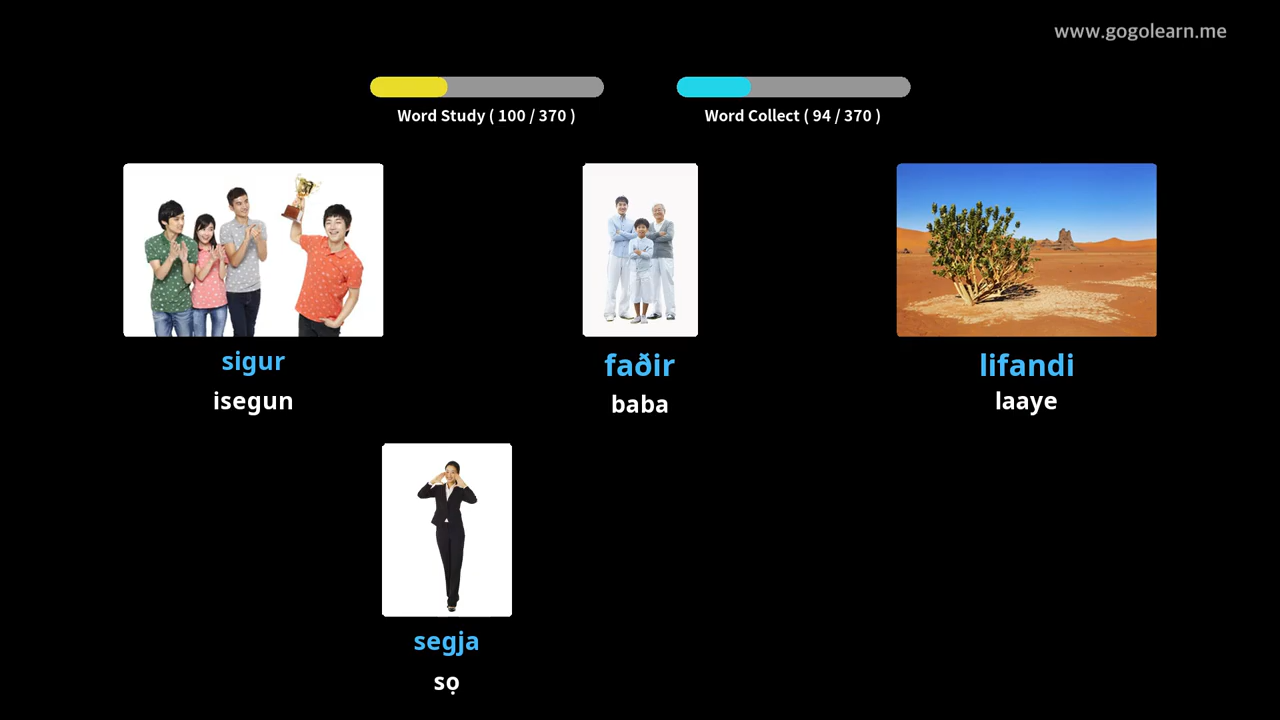 www.gogolearn.me
Word Study ( 100 / 370 )
Word Collect ( 94 / 370 )
sigur
isegun
faðir
baba
lifandi
laaye
segja
sọ